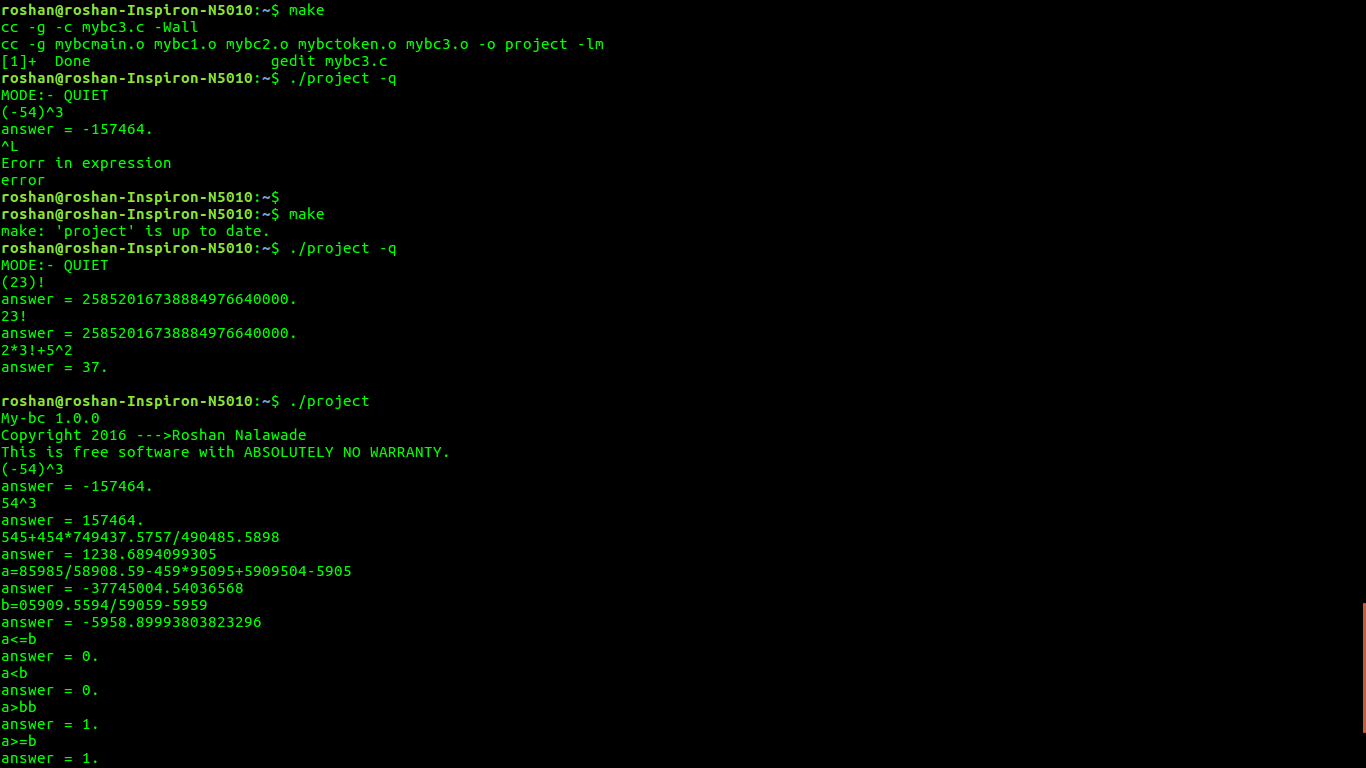 roshan@roshan-Inspiron-N5010:~$ make
cc -g -c mybc3.c -Wall
cc -g mybcmain.o mybc1.o mybc2.o mybctoken.o mybc3.o -o project -lm
[1]+  Done                    gedit mybc3.c
roshan@roshan-Inspiron-N5010:~$ ./project -q
MODE:- QUIET
(-54)^3
answer = -157464.
^L
Erorr in expression
error
roshan@roshan-Inspiron-N5010:~$
roshan@roshan-Inspiron-N5010:~$ make
make: 'project' is up to date.
roshan@roshan-Inspiron-N5010:~$ ./project -q
MODE:- QUIET
(23)!
answer = 25852016738884976640000.
23!
answer = 25852016738884976640000.
2*3!+5^2
answer = 37.
roshan@roshan-Inspiron-N5010:~$ ./project
My-bc 1.0.0
Copyright 2016 --->Roshan Nalawade
This is free software with ABSOLUTELY NO WARRANTY.
(-54)^3
answer = -157464.
54^3
answer = 157464.
545+454*749437.5757/490485.5898
answer = 1238.6894099305
a=85985/58908.59-459*95095+5909504-5905
answer = -37745004.54036568
b=05909.5594/59059-5959
answer = -5958.89993803823296
a<=b
answer = 0.
a<b
answer = 0.
a>bb
answer = 1.
a>=b
answer = 1.